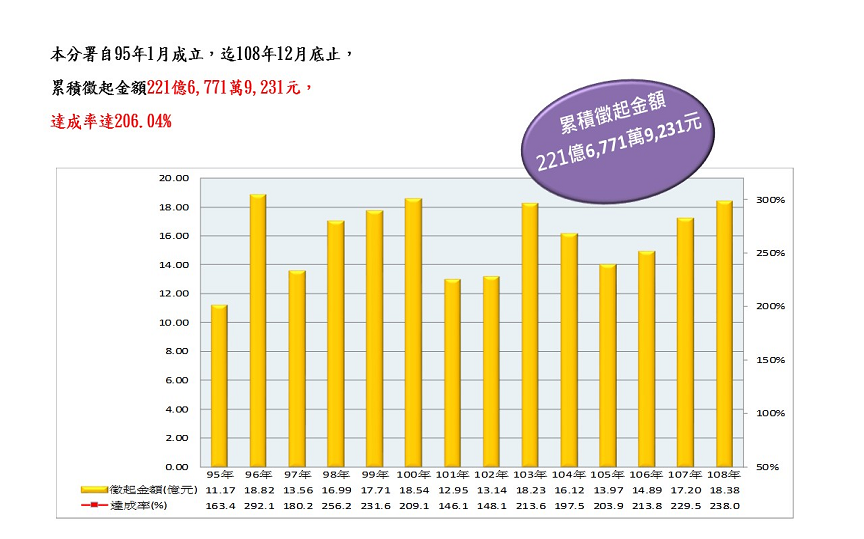 本分署自95年1月成立，迄108年12月底止，
累積徵起金額221億6,771萬9,231元，
達成率達206.04%
累積徵起金額
221億6,771萬9,231元
20.00
18.00
16.00
14.00
12.00
10.00
8.00
6.00
4.00
2.00
0.00
300%
250%
200%
150%
100%
50%
95年 96年 97年 98年 99年 100年 101年 102年 103年 104年 105年 106年 107年 108年
徵起金額(億元) 11.17 18.82 13.56 16.99 17.71 18.54 12.95 13.14 18.23 16.12 13.97 14.89 17.20 18.38
達成率(%) 163.4 292.1 180.2 256.2 231.6 209.1 146.1 148.1 213.6 197.5 203.9 213.8 229.5 238.0